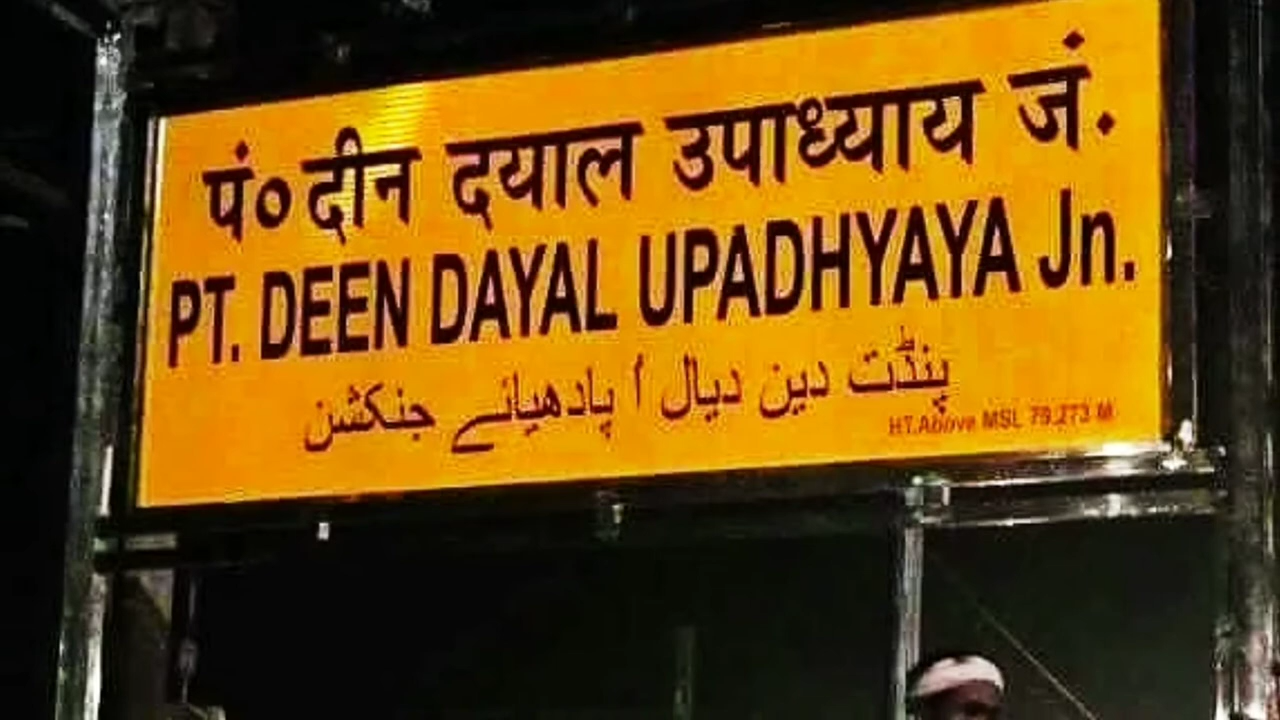 पं० दीन दयाल उपाध्याय जं.
PT. DEEN DAYAL UPADHYAYA Jn.
پنڈت دین دیال اُ پادھیائے جنکشن
HT.Above MSL 79.273 M